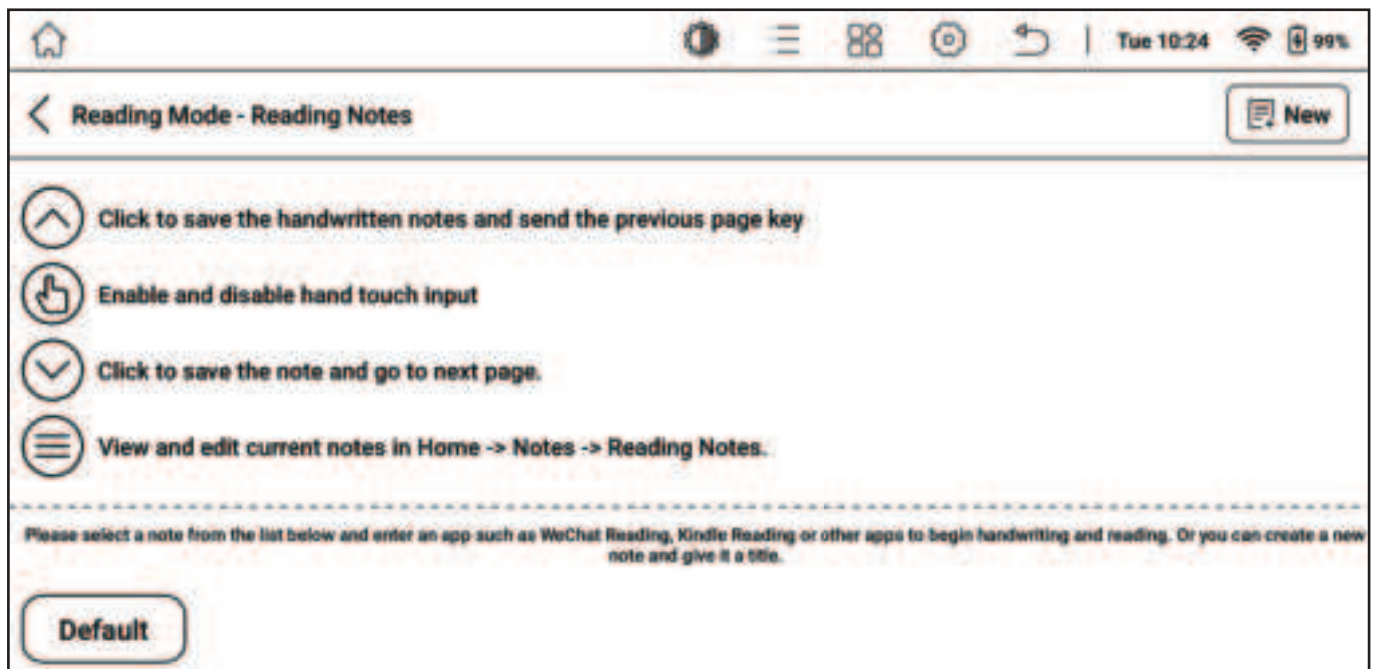 Tue 10:24 99%
Reading Mode - Reading Notes
New
Click to save the handwritten notes and send the previous page key
Enable and disable hand touch input
Click to save the note and go to next page.
View and edit current notes in Home -> Notes -> Reading Notes.
Please select a note from the list below and enter an app such as WeChat Reading, Kindle Reading or other apps to begin handwriting and reading. Or you can create a new
note and give it a title.
Default